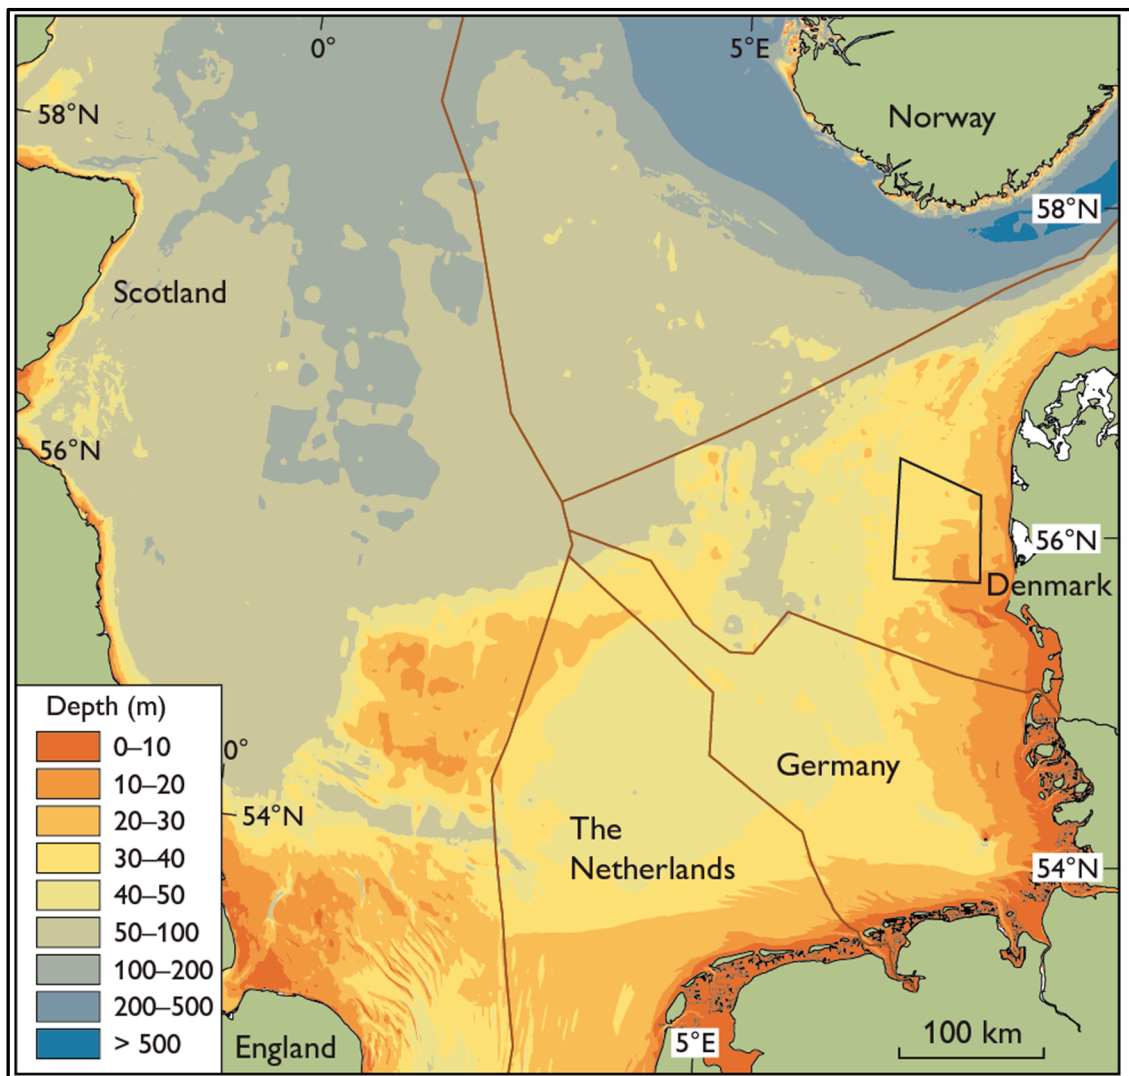 0°
5°E
58°N
Norway
58°N
Scotland
56°N
56°N
Denmark
Depth (m)
0–10
10–20
20–30
30–40
40–50
50–100
100–200
200–500
> 500
0°
Germany
54°N
The
Netherlands
54°N
100 km
5°E
England